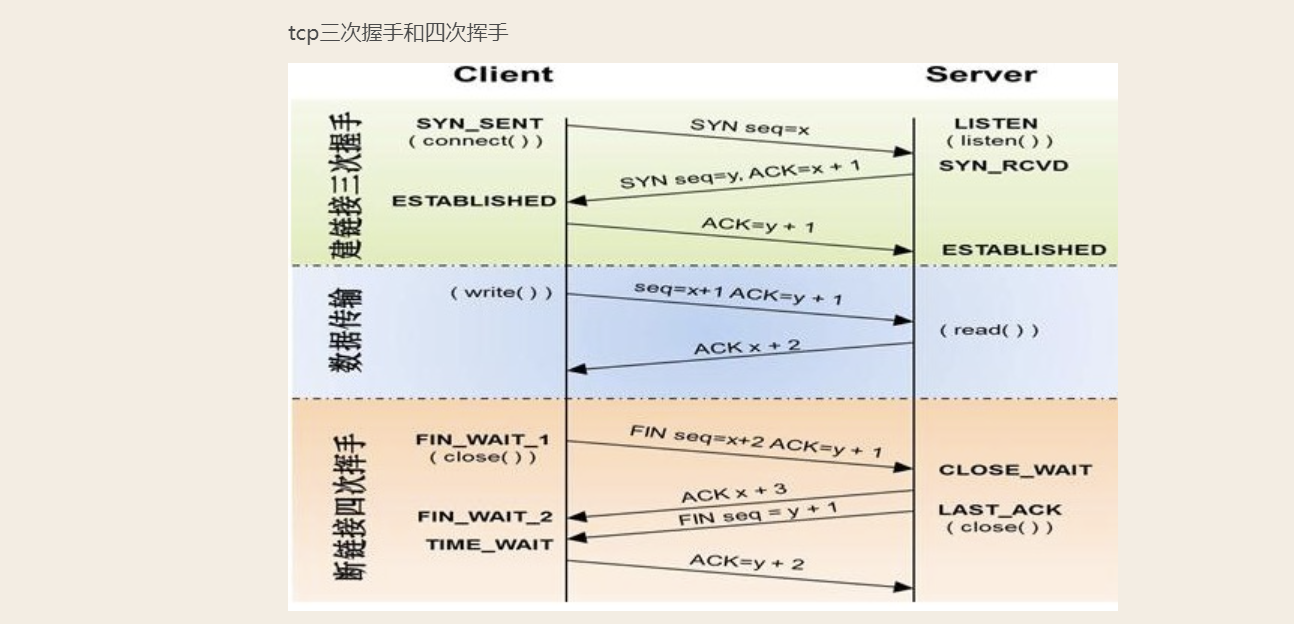 tcp三次握手和四次挥手
Client Server
建链接三次握手
SYN_SENT
(connect())
SYN seq=x
LISTEN
(listen())
SYN_RCVD
SYN seq=y, ACK=x + 1
ESTABLISHED
ACK=y + 1
ESTABLISHED
数据传输
(write())
seq=x+1 ACK=y + 1
(read())
ACK x + 2
断链接四次挥手
FIN_WAIT_1
(close())
FIN seq=x+2 ACK=y + 1
CLOSE_WAIT
ACK x + 3
FIN_WAIT_2
FIN seq = y + 1
LAST_ACK
(close())
TIME_WAIT
ACK=y + 2